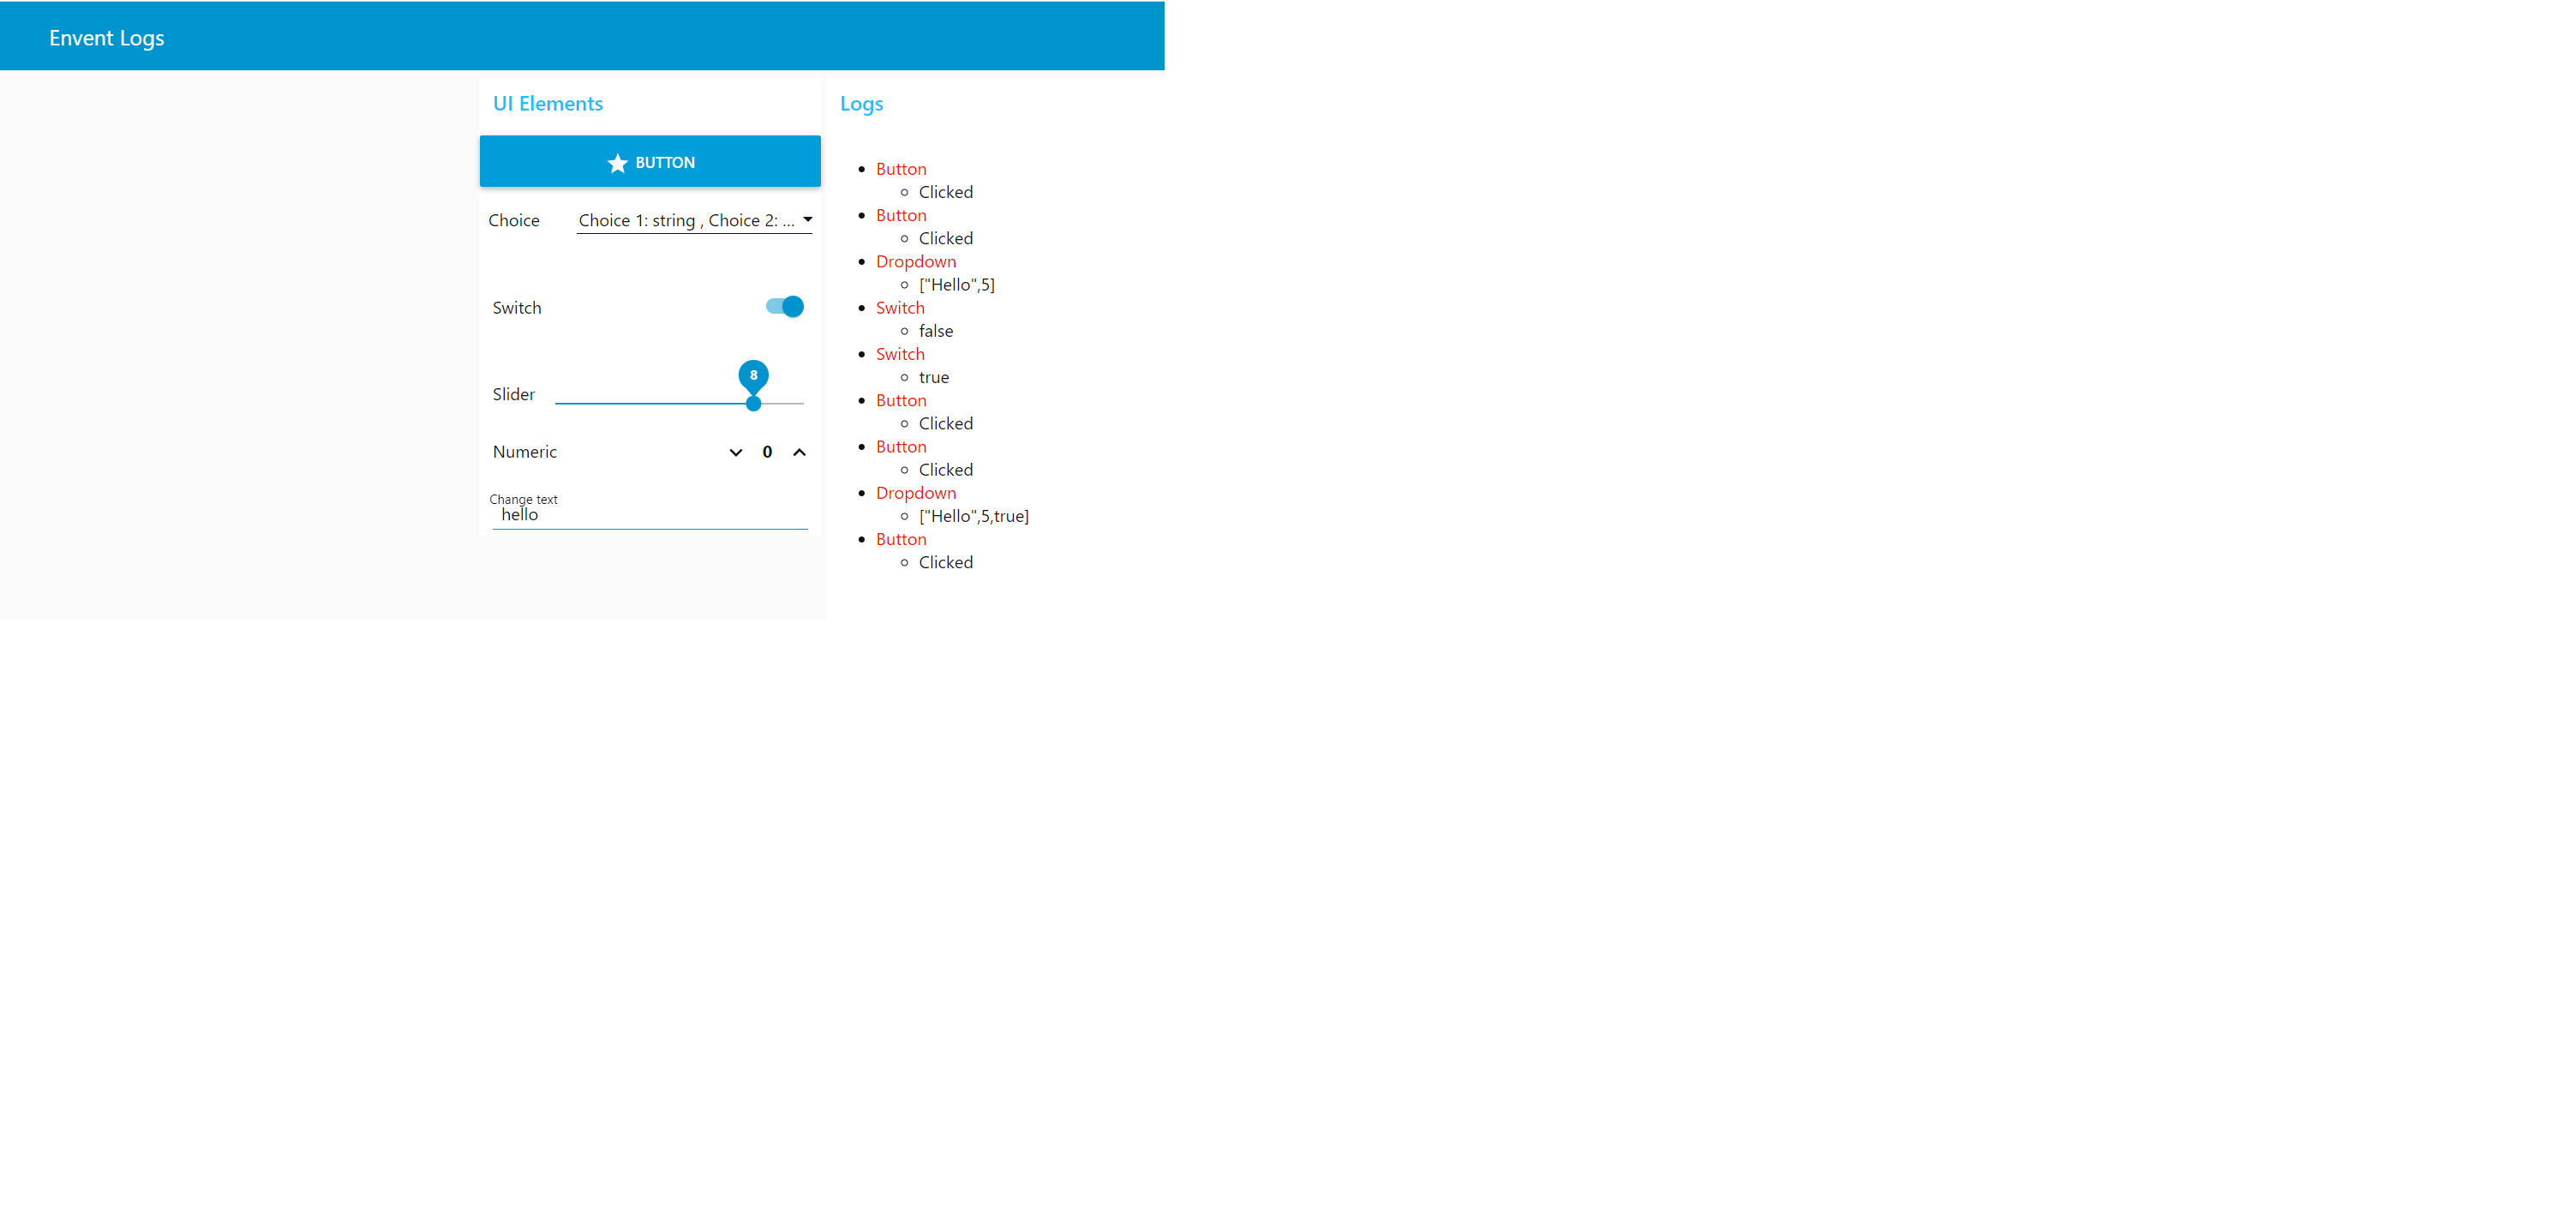 Envent Logs
UI Elements
BUTTON
Choice
Choice 1: string , Choice 2: ...
Switch
Slider
8
Numeric
0
Change text
hello
Logs
Button
Clicked
Button
Clicked
Dropdown
["Hello",5]
Switch
false
Switch
true
Button
Clicked
Button
Clicked
Dropdown
["Hello",5,true]
Button
Clicked